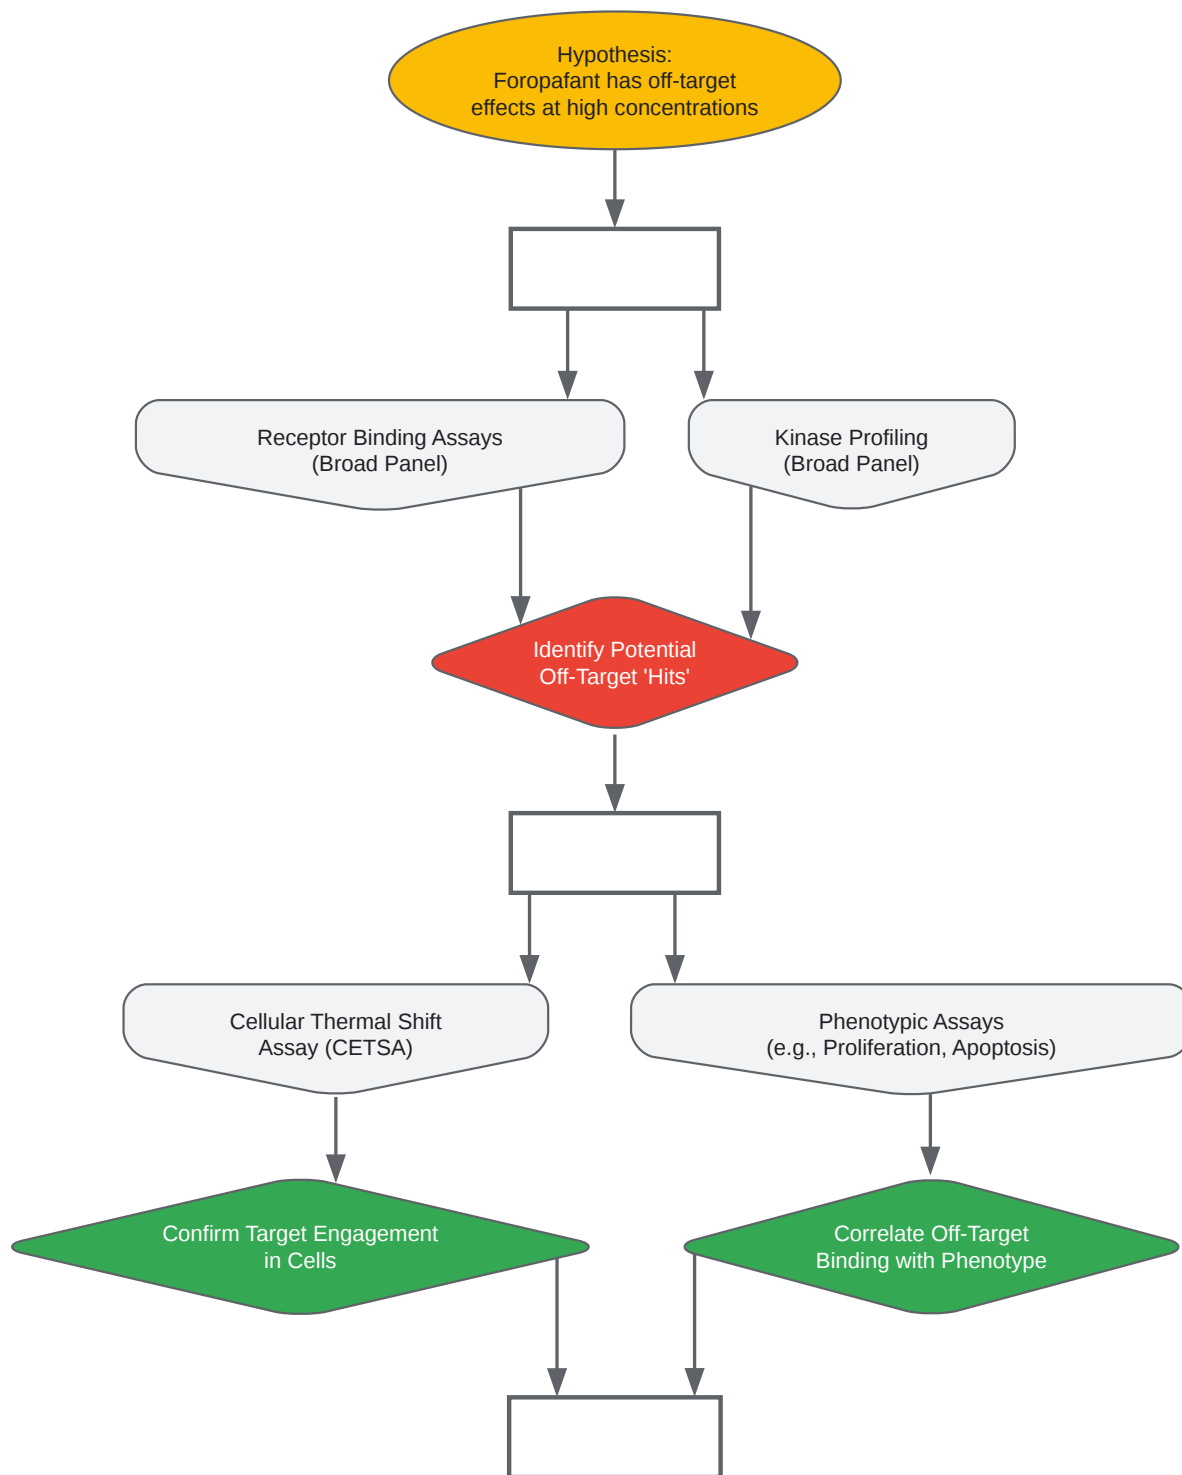 Hypothesis:
Foropafant has off-target
effects at high concentrations
Receptor Binding Assays
(Broad Panel)
Kinase Profiling
(Broad Panel)
Identify Potential
Off-Target 'Hits'
Cellular Thermal Shift
Assay (CETSA)
Phenotypic Assays
(e.g., Proliferation, Apoptosis)
Confirm Target Engagement
in Cells
Correlate Off-Target
Binding with Phenotype